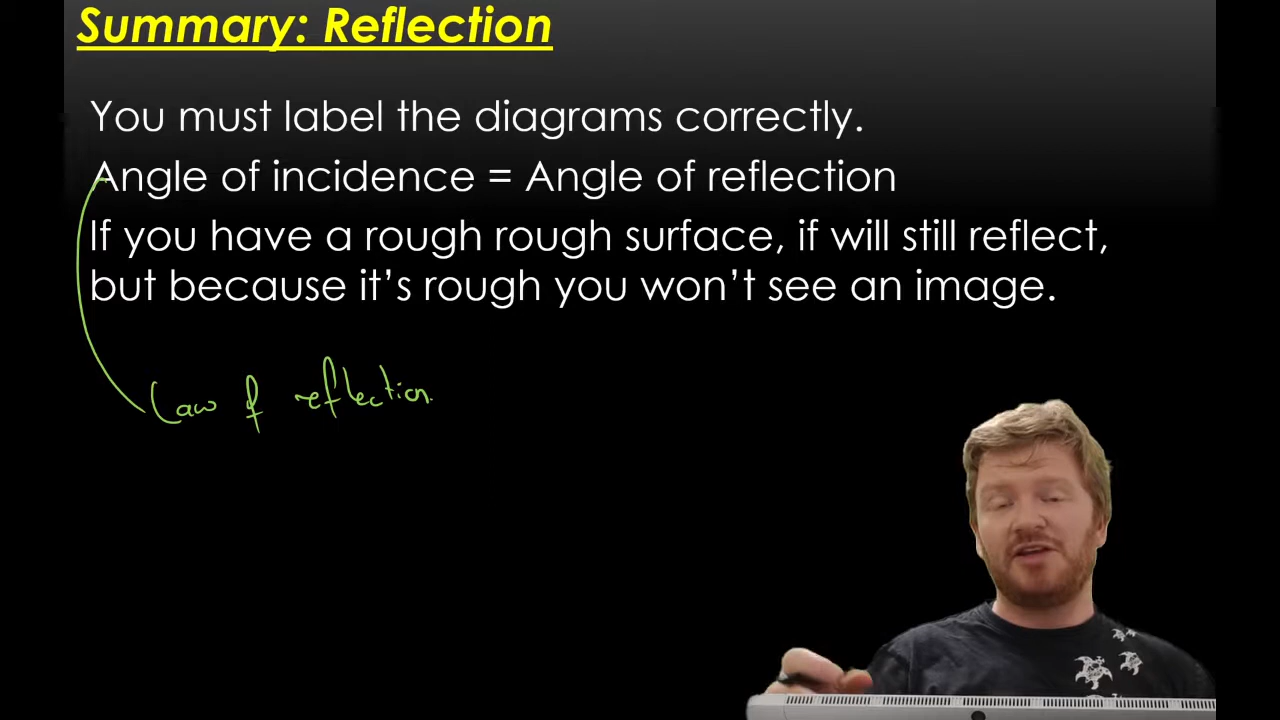 Summary: Reflection
You must label the diagrams correctly.
Angle of incidence = Angle of reflection
If you have a rough rough surface, if will still reflect,
but because it's rough you won't see an image.
Law of reflection.